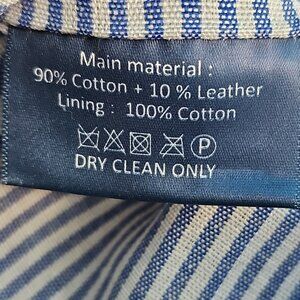 Main material :
90% Cotton + 10 % Leather
Lining : 100% Cotton
P
DRY CLEAN ONLY